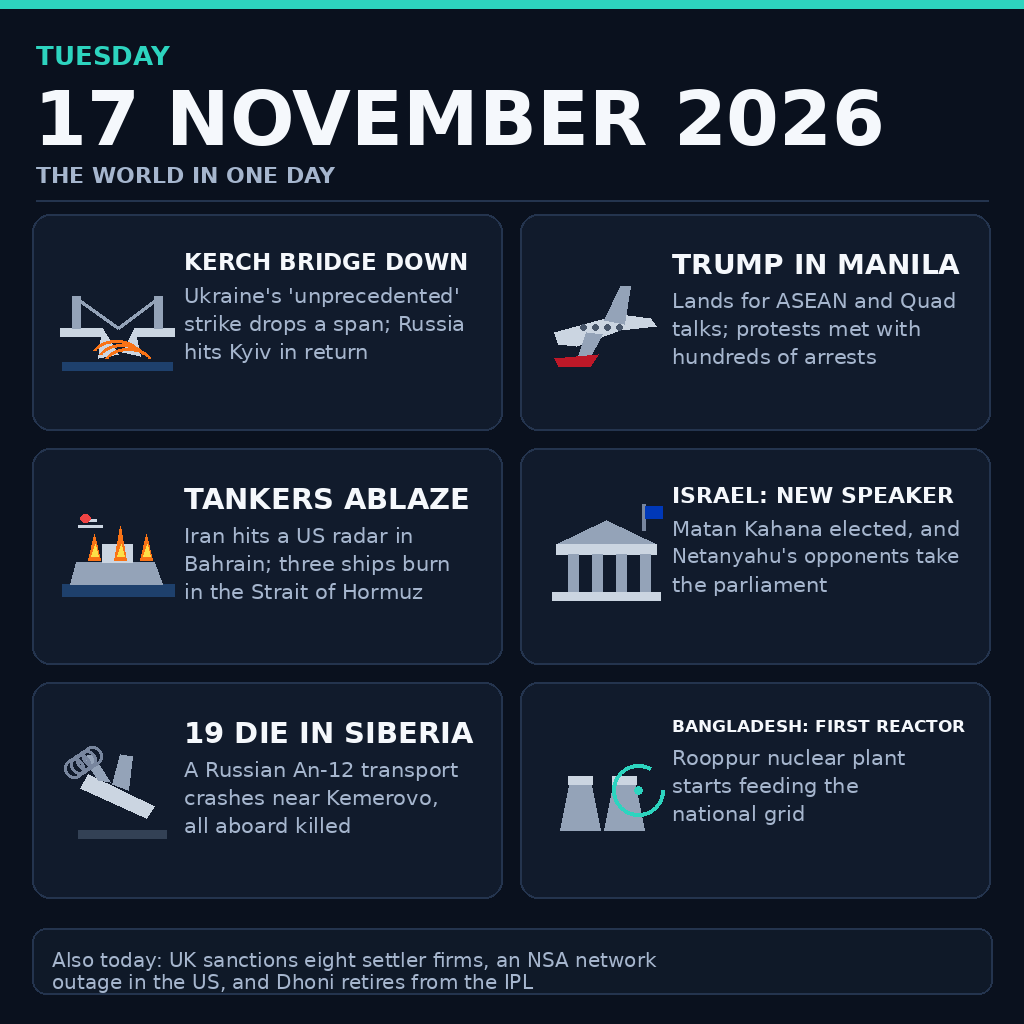 TUESDAY
17 NOVEMBER 2026
THE WORLD IN ONE DAY
KERCH BRIDGE DOWN
Ukraine's 'unprecedented'
strike drops a span; Russia
hits Kyiv in return
TRUMP IN MANILA
Lands for ASEAN and Quad
talks; protests met with
hundreds of arrests
TANKERS ABLAZE
Iran hits a US radar in
Bahrain; three ships burn
in the Strait of Hormuz
ISRAEL: NEW SPEAKER
Matan Kahana elected, and
Netanyahu's opponents take
the parliament
19 DIE IN SIBERIA
A Russian An-12 transport
crashes near Kemerovo,
all aboard killed
BANGLADESH: FIRST REACTOR
Rooppur nuclear plant
starts feeding the
national grid
Also today: UK sanctions eight settler firms, an NSA network
outage in the US, and Dhoni retires from the IPL